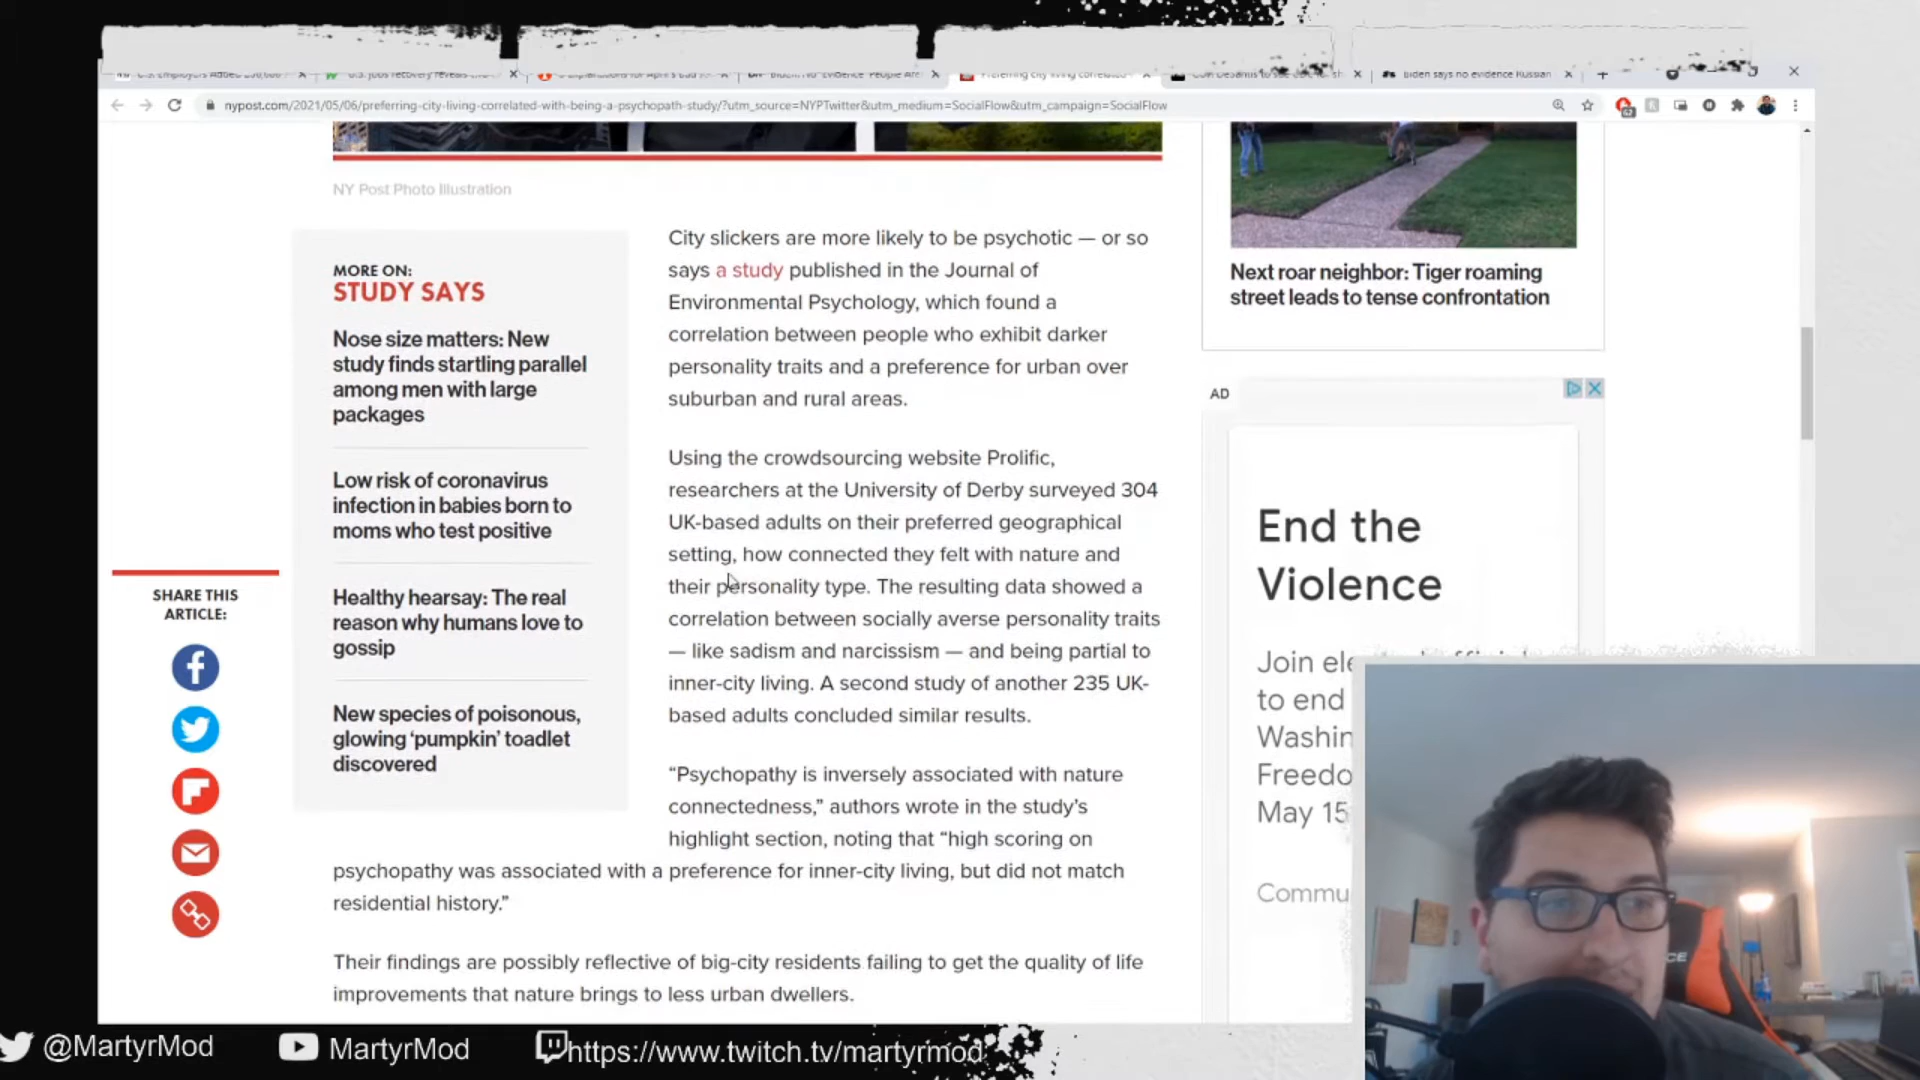 nypost.com/2021/05/06/preferring-city-living-correlated-with-being-a-psychopath-study/?utm_source=NYPTwitter&utm_medium=SocialFlow&utm_campaign=SocialFlow
NY Post Photo Illustration
MORE ON:
STUDY SAYS
Nose size matters: New
study finds startling parallel
among men with large
packages
Low risk of coronavirus
infection in babies born to
moms who test positive
Healthy hearsay: The real
reason why humans love to
gossip
New species of poisonous,
glowing ‘pumpkin’ toadlet
discovered
SHARE THIS
ARTICLE:
City slickers are more likely to be psychotic — or so
says a study published in the Journal of
Environmental Psychology, which found a
correlation between people who exhibit darker
personality traits and a preference for urban over
suburban and rural areas.
Using the crowdsourcing website Prolific,
researchers at the University of Derby surveyed 304
UK-based adults on their preferred geographical
setting, how connected they felt with nature and
their personality type. The resulting data showed a
correlation between socially averse personality traits
— like sadism and narcissism — and being partial to
inner-city living. A second study of another 235 UK-
based adults concluded similar results.
“Psychopathy is inversely associated with nature
connectedness,” authors wrote in the study’s
highlight section, noting that “high scoring on
psychopathy was associated with a preference for inner-city living, but did not match
residential history.”
Their findings are possibly reflective of big-city residents failing to get the quality of life
improvements that nature brings to less urban dwellers.
Next roar neighbor: Tiger roaming
street leads to tense confrontation
AD
End the
Violence
Join
to end
May 15
@MartyrMod
MartyrMod
https://www.twitch.tv/martyrmod